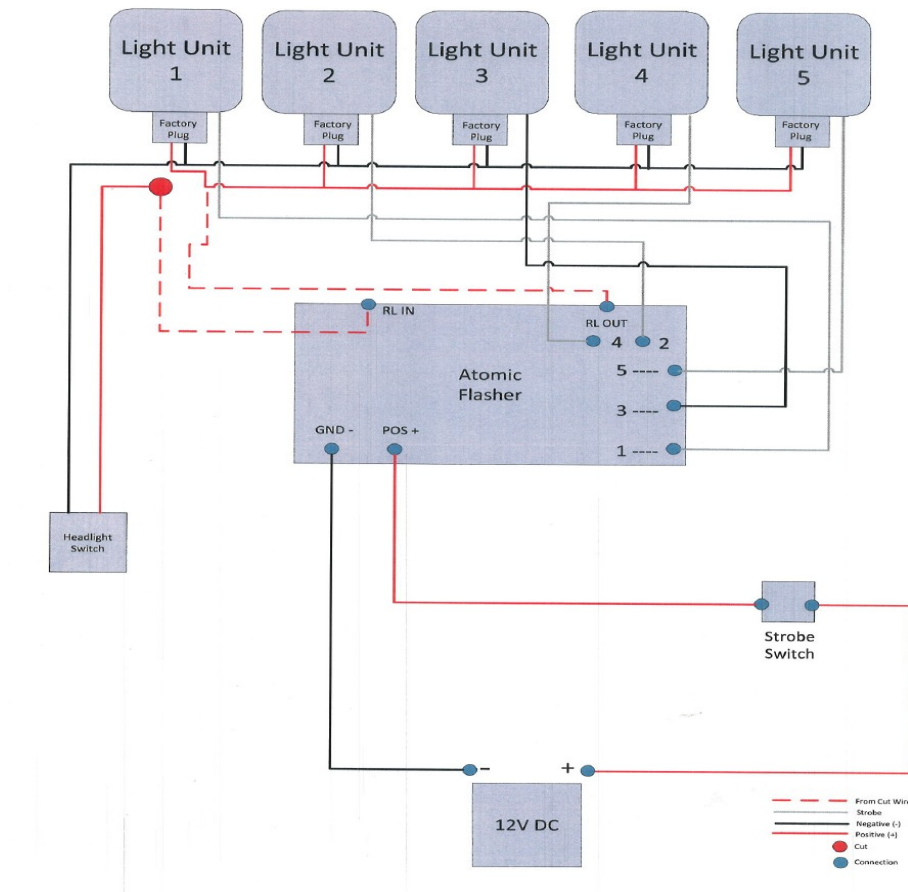 Light Unit
1
Light Unit
2
Light Unit
3
Light Unit
4
Light Unit
5
Factory
Plug
Factory
Plug
Factory
Plug
Factory
Plug
Factory
Plug
RL IN
RL OUT
4 2
5 ----
Atomic
Flasher
3 ----
GND - POS +
1 ----
Headlight
Switch
Strobe
Switch
- +
12V DC
From Cut Wir
Strobe
Negative (-)
Positive (+)
Cut
Connection